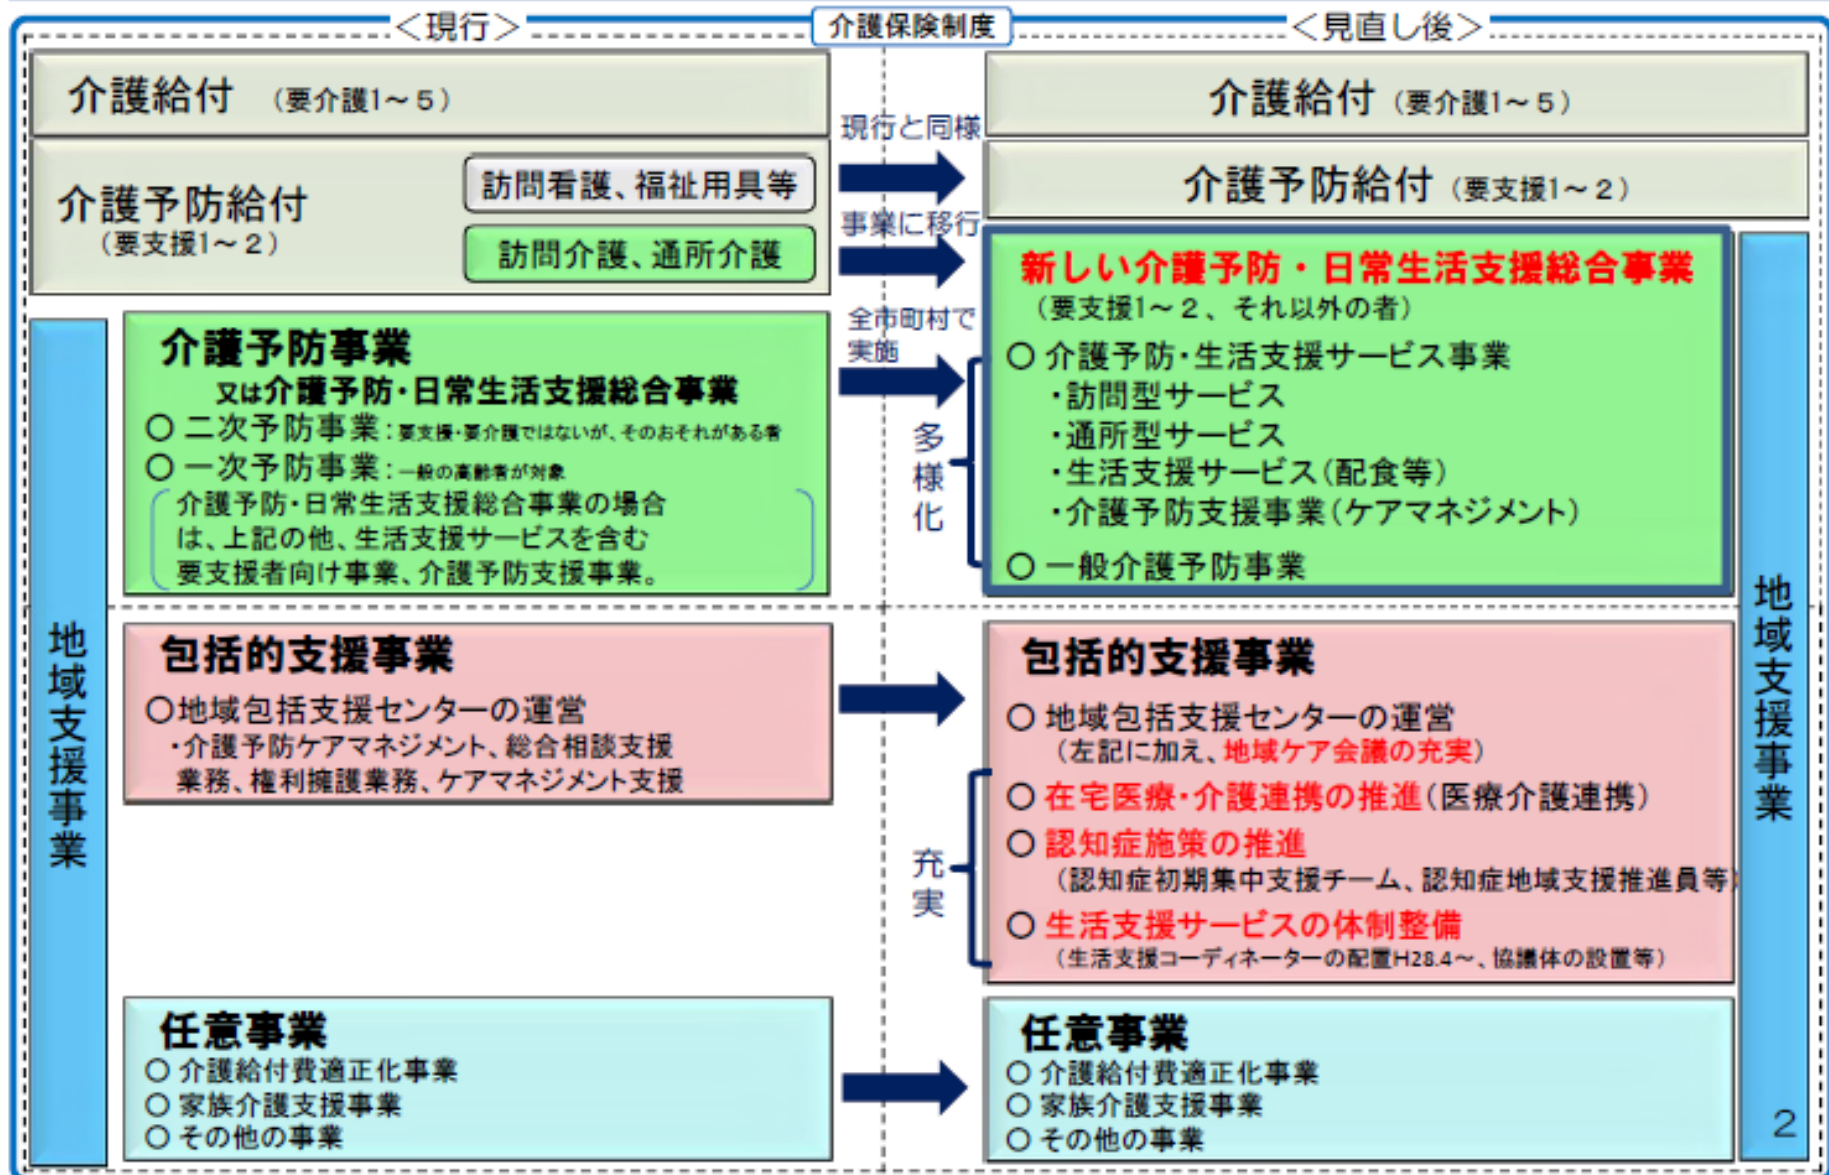 介護保険制度
＜現行＞
介護給付 （要介護1～5）
介護予防給付
（要支援1～2）
訪問看護、福祉用具等
訪問介護、通所介護
地域支援事業
介護予防事業
又は介護予防・日常生活支援総合事業
○ 二次予防事業：要支援・要介護ではないが、そのおそれがある者
○ 一次予防事業：一般の高齢者が対象
介護予防・日常生活支援総合事業の場合
は、上記の他、生活支援サービスを含む
要支援者向け事業、介護予防支援事業。
包括的支援事業
○地域包括支援センターの運営
・介護予防ケアマネジメント、総合相談支援
業務、権利擁護業務、ケアマネジメント支援
任意事業
○ 介護給付費適正化事業
○ 家族介護支援事業
○ その他の事業
現行と同様
事業に移行
全市町村で
実施
多様化
充実
＜見直し後＞
介護給付 （要介護1～5）
介護予防給付 （要支援1～2）
新しい介護予防・日常生活支援総合事業
（要支援1～2、それ以外の者）
○ 介護予防・生活支援サービス事業
・訪問型サービス
・通所型サービス
・生活支援サービス（配食等）
・介護予防支援事業（ケアマネジメント）
○ 一般介護予防事業
包括的支援事業
○ 地域包括支援センターの運営
（左記に加え、地域ケア会議の充実）
○ 在宅医療・介護連携の推進（医療介護連携）
○ 認知症施策の推進
（認知症初期集中支援チーム、認知症地域支援推進員等）
○ 生活支援サービスの体制整備
（生活支援コーディネーターの配置H28.4～、協議体の設置等）
任意事業
○ 介護給付費適正化事業
○ 家族介護支援事業
○ その他の事業
地域支援事業
2